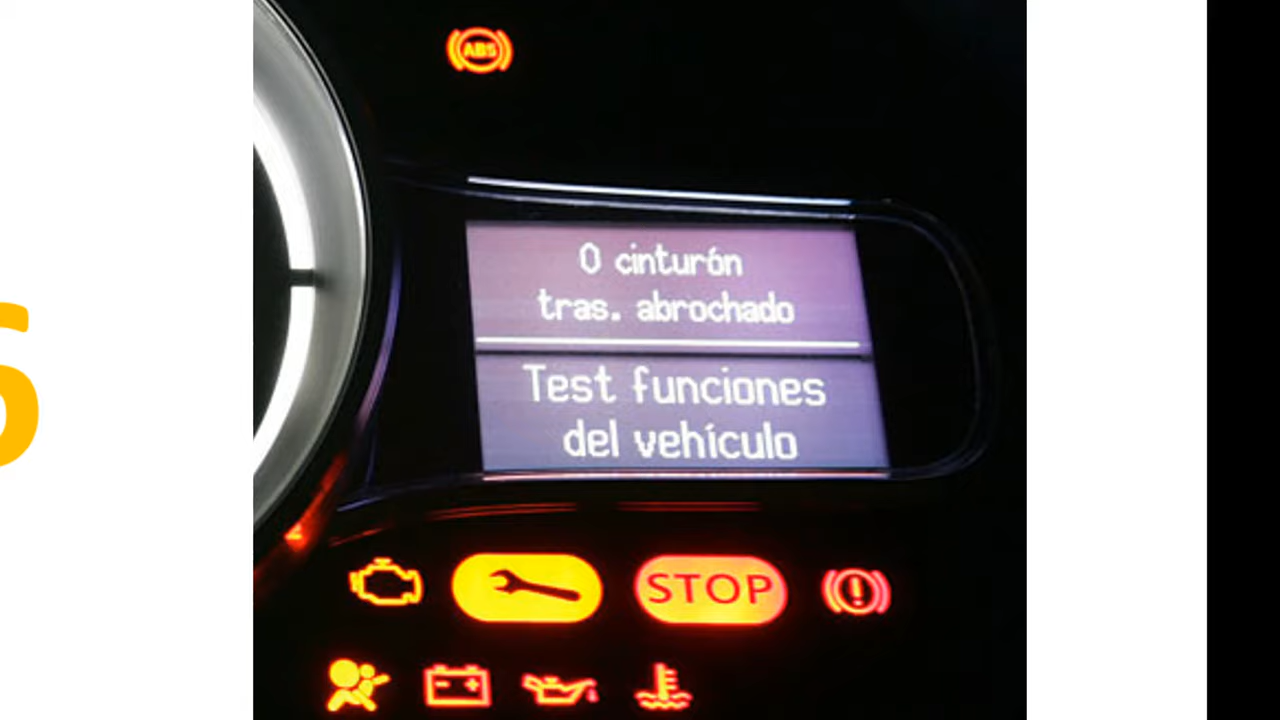 ABS
0 cinturón
tras. abrochado
Test funciones
del vehículo
STOP